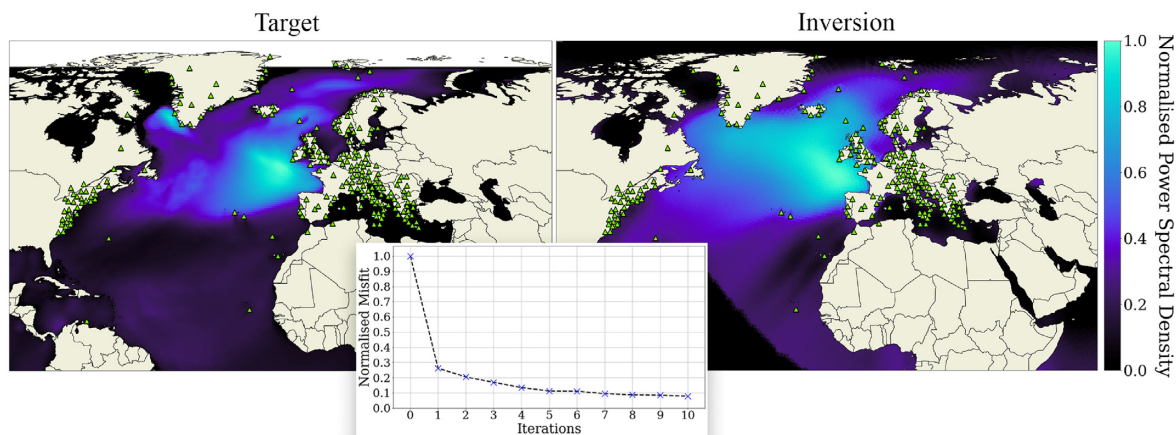 Target
Inversion
1.0
0.8
0.6
0.4
0.2
0.0
Normalised Power Spectral Density
1.0
0.9
0.8
0.7
0.6
0.5
0.4
0.3
0.2
0.1
0.0
Normalised Misfit
0 1 2 3 4 5 6 7 8 9 10
Iterations